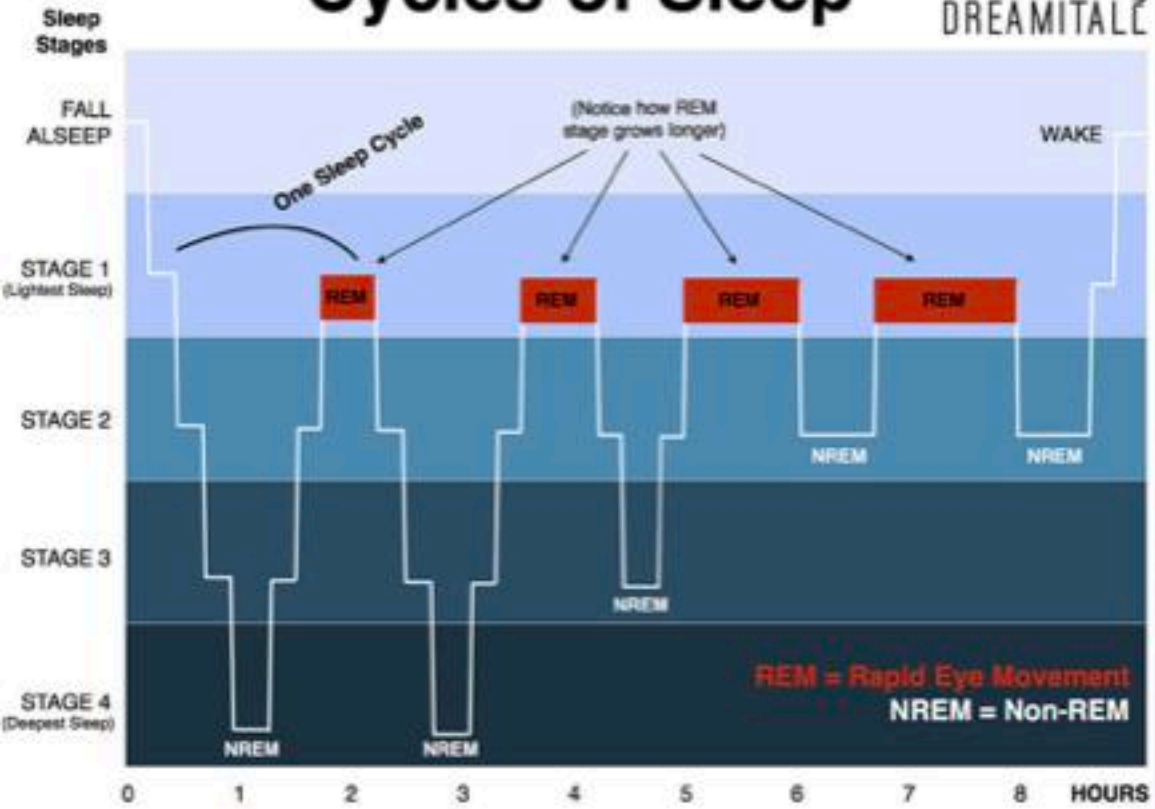 Cycles of Sleep
DREAMITALL
Sleep
Stages
FALL
ALSEEP
One Sleep Cycle
(Notice how REM
stage grows longer)
WAKE
STAGE 1
(Lightest Sleep)
REM
REM
REM
REM
STAGE 2
NREM
NREM
STAGE 3
NREM
REM = Rapid Eye Movement
NREM = Non-REM
STAGE 4
(Deepest Sleep)
NREM
NREM
0 1 2 3 4 5 6 7 8 HOURS